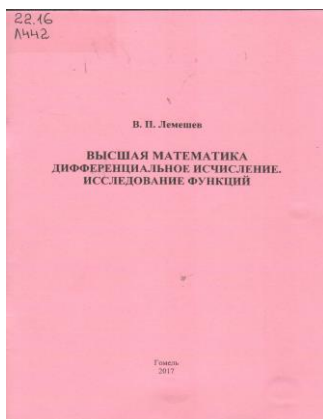 22.16
Л442
В. П. Лемешев
ВЫСШАЯ МАТЕМАТИКА
ДИФФЕРЕНЦИАЛЬНОЕ ИСЧИСЛЕНИЕ.
ИССЛЕДОВАНИЕ ФУНКЦИЙ
Гомель
2017